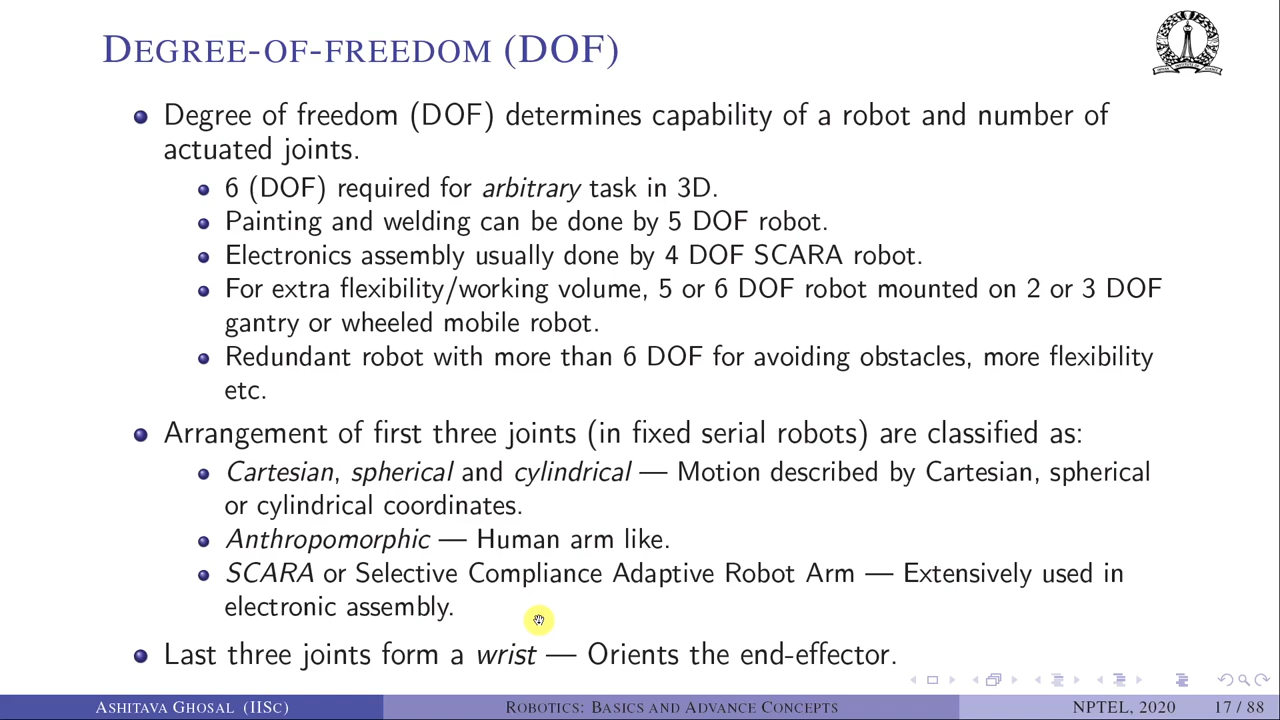 DEGREE-OF-FREEDOM (DOF)
Degree of freedom (DOF) determines capability of a robot and number of
actuated joints.
6 (DOF) required for arbitrary task in 3D.
Painting and welding can be done by 5 DOF robot.
Electronics assembly usually done by 4 DOF SCARA robot.
For extra flexibility/working volume, 5 or 6 DOF robot mounted on 2 or 3 DOF
gantry or wheeled mobile robot.
Redundant robot with more than 6 DOF for avoiding obstacles, more flexibility
etc.
Arrangement of first three joints (in fixed serial robots) are classified as:
Cartesian, spherical and cylindrical — Motion described by Cartesian, spherical
or cylindrical coordinates.
Anthropomorphic — Human arm like.
SCARA or Selective Compliance Adaptive Robot Arm — Extensively used in
electronic assembly.
Last three joints form a wrist — Orients the end-effector.
ASHITAVA GHOSAL (IISC) ROBOTICS: BASICS AND ADVANCE CONCEPTS NPTEL, 2020 17 / 88